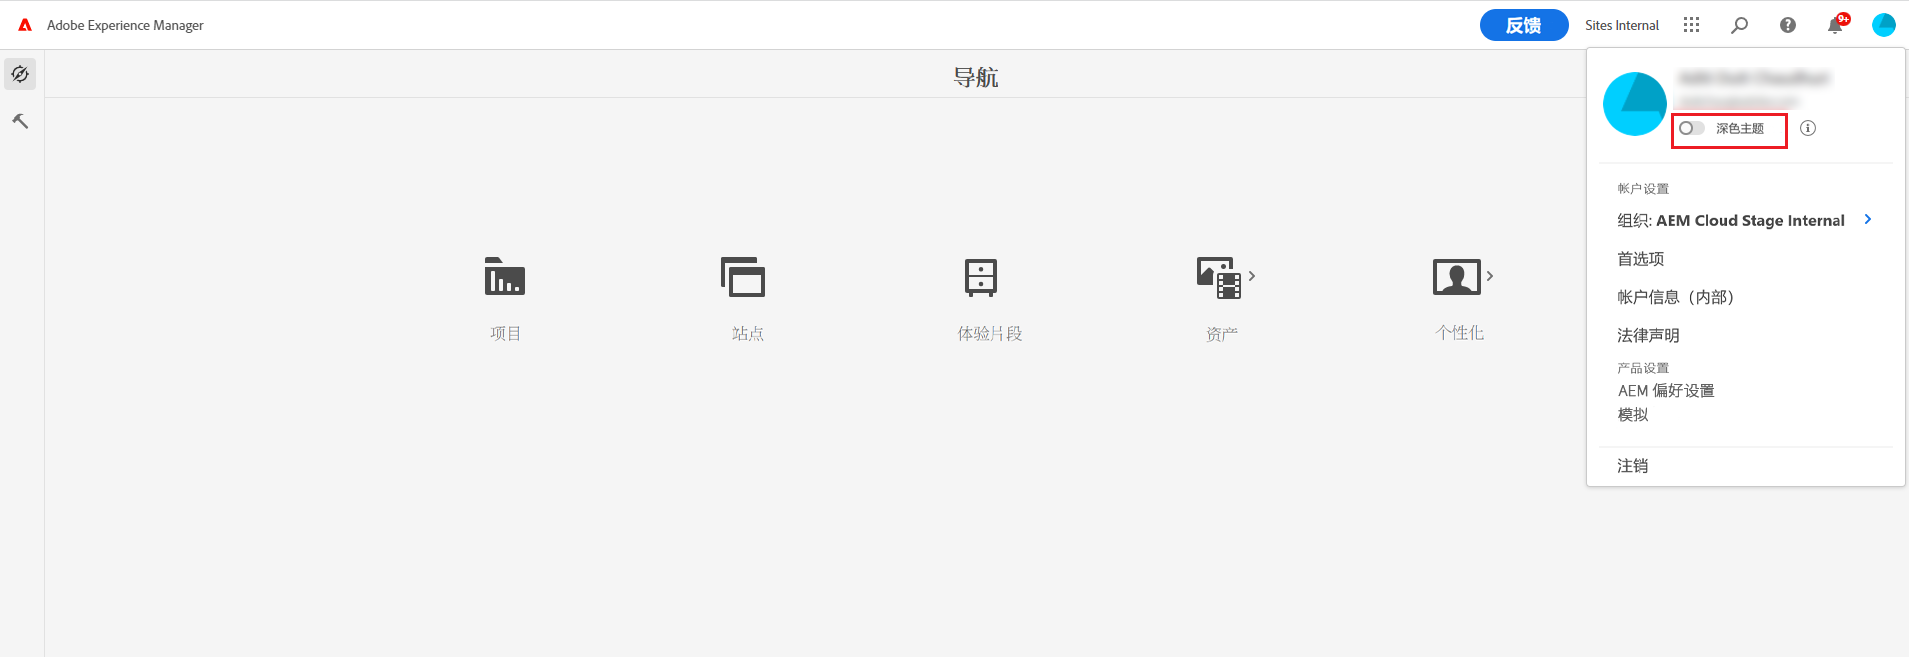 Adobe Experience Manager
反馈
Sites Internal
9+
导航
深色主题
帐户设置
组织: AEM Cloud Stage Internal
首选项
帐户信息（内部）
法律声明
产品设置
AEM 偏好设置
模拟
注销
项目
站点
体验片段
资产
个性化